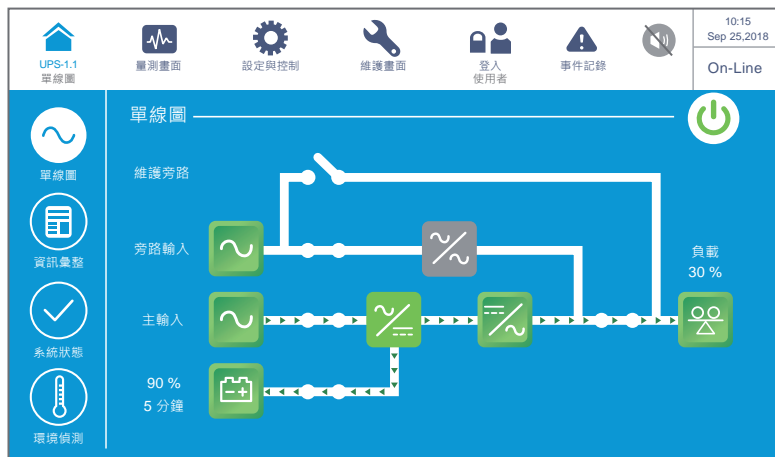 UPS-1.1
單線圖
量測畫面
設定與控制
維護畫面
登入
使用者
事件記錄
10:15
Sep 25,2018
On-Line
單線圖
資訊彙整
系統狀態
環境偵測
單線圖
維護旁路
旁路輸入
負載
30 %
主輸入
90 %
5 分鐘